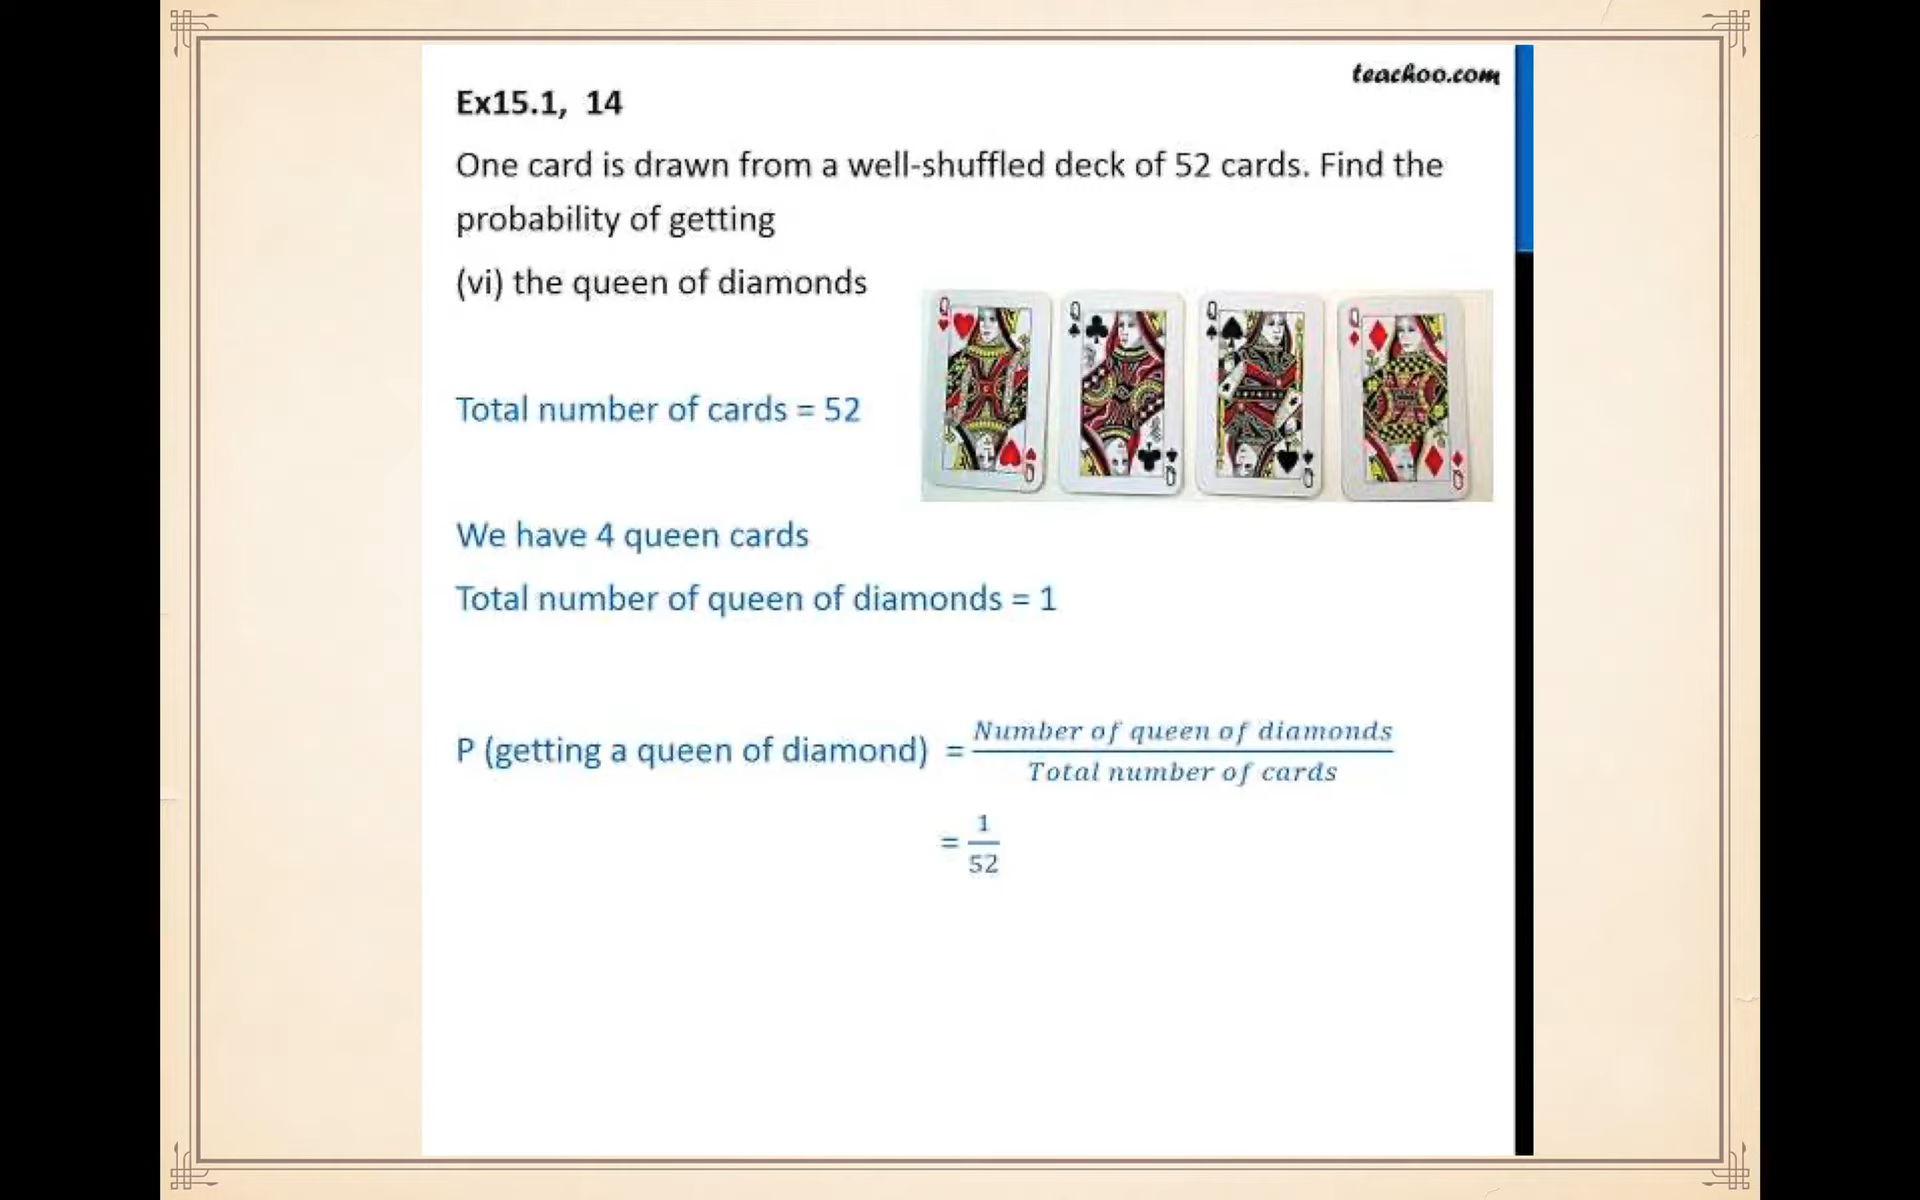 teachoo.com
Ex15.1, 14
One card is drawn from a well-shuffled deck of 52 cards. Find the
probability of getting
(vi) the queen of diamonds
Q Q Q Q
Total number of cards = 52
Q Q Q Q
We have 4 queen cards
Total number of queen of diamonds = 1
P (getting a queen of diamond) = Number of queen of diamonds
Total number of cards
= 1
52